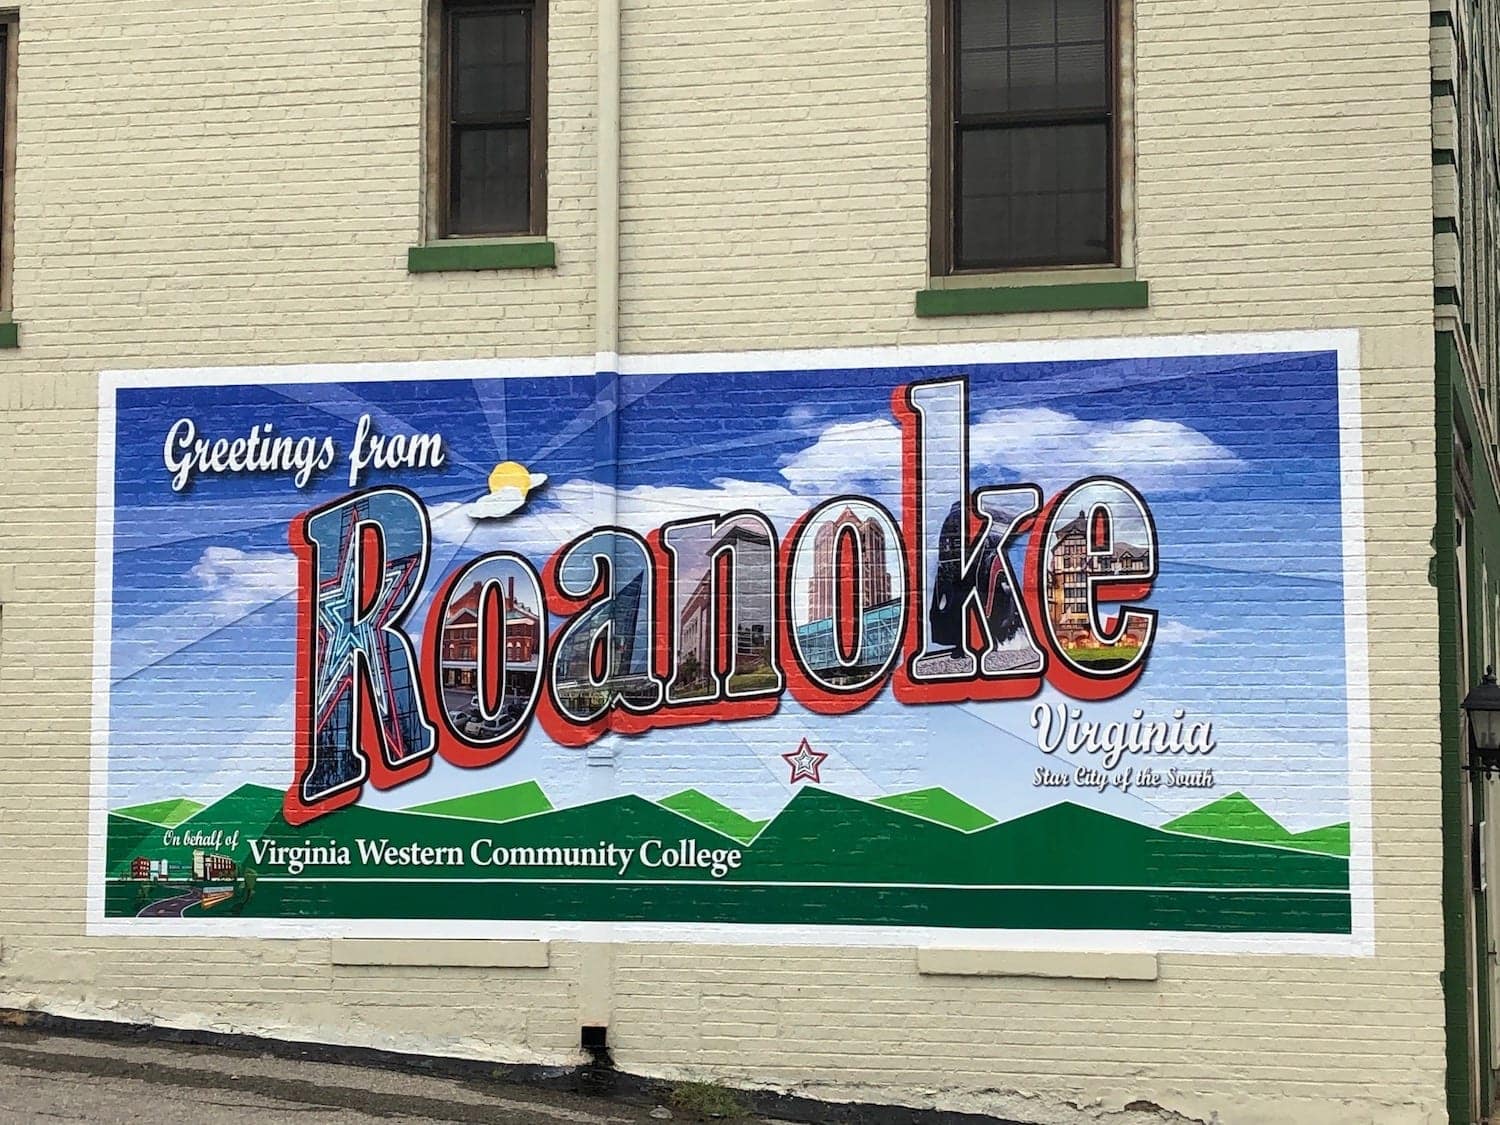 Greetings from
Roanoke
Virginia
Star City of the South
On behalf of
Virginia Western Community College